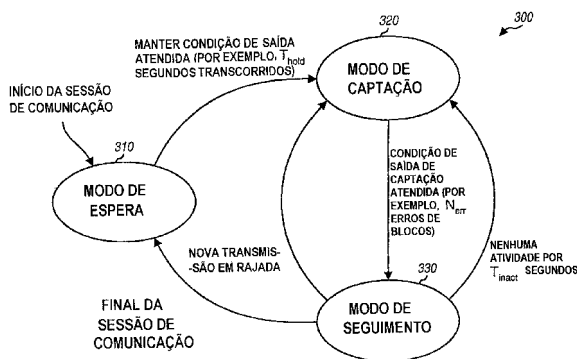 300
320
MODO DE
CAPTAÇÃO
MANTER CONDIÇÃO DE SAÍDA
ATENDIDA (POR EXEMPLO, Thold
SEGUNDOS TRANSCORRIDOS)
INÍCIO DA SESSÃO
DE COMUNICAÇÃO
310
MODO DE
ESPERA
CONDIÇÃO DE
SAÍDA DE
CAPTAÇÃO
ATENDIDA (POR
EXEMPLO, Nerr
ERROS DE
BLOCOS)
NENHUMA
ATIVIDADE POR
Tinact SEGUNDOS
NOVA TRANSMIS-
-SÃO EM RAJADA
330
MODO DE
SEGUIMENTO
FINAL DA
SESSÃO DE
COMUNICAÇÃO